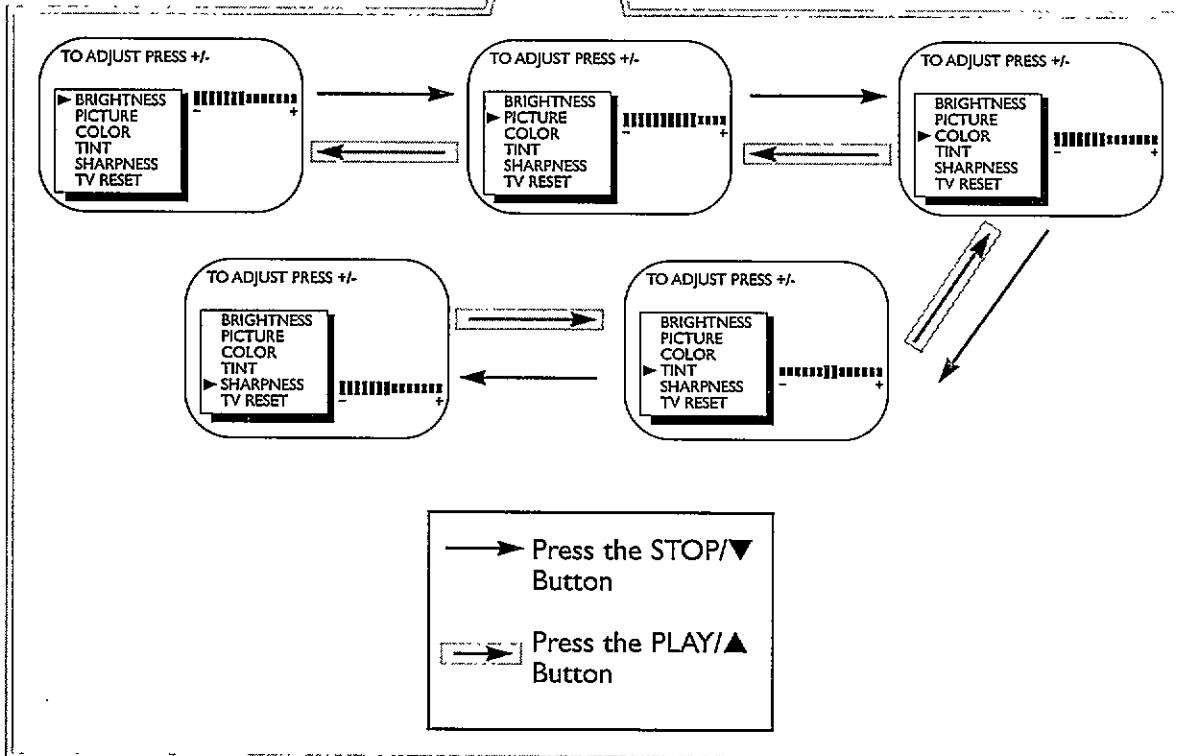 TO ADJUST PRESS +/-
► BRIGHTNESS
PICTURE
COLOR
TINT
SHARPNESS
TV RESET
- +
TO ADJUST PRESS +/-
BRIGHTNESS
► PICTURE
COLOR
TINT
SHARPNESS
TV RESET
- +
TO ADJUST PRESS +/-
BRIGHTNESS
PICTURE
► COLOR
TINT
SHARPNESS
TV RESET
- +
TO ADJUST PRESS +/-
BRIGHTNESS
PICTURE
COLOR
TINT
► SHARPNESS
TV RESET
- +
TO ADJUST PRESS +/-
BRIGHTNESS
PICTURE
COLOR
► TINT
SHARPNESS
TV RESET
- +
Press the STOP/▼
Button
Press the PLAY/▲
Button